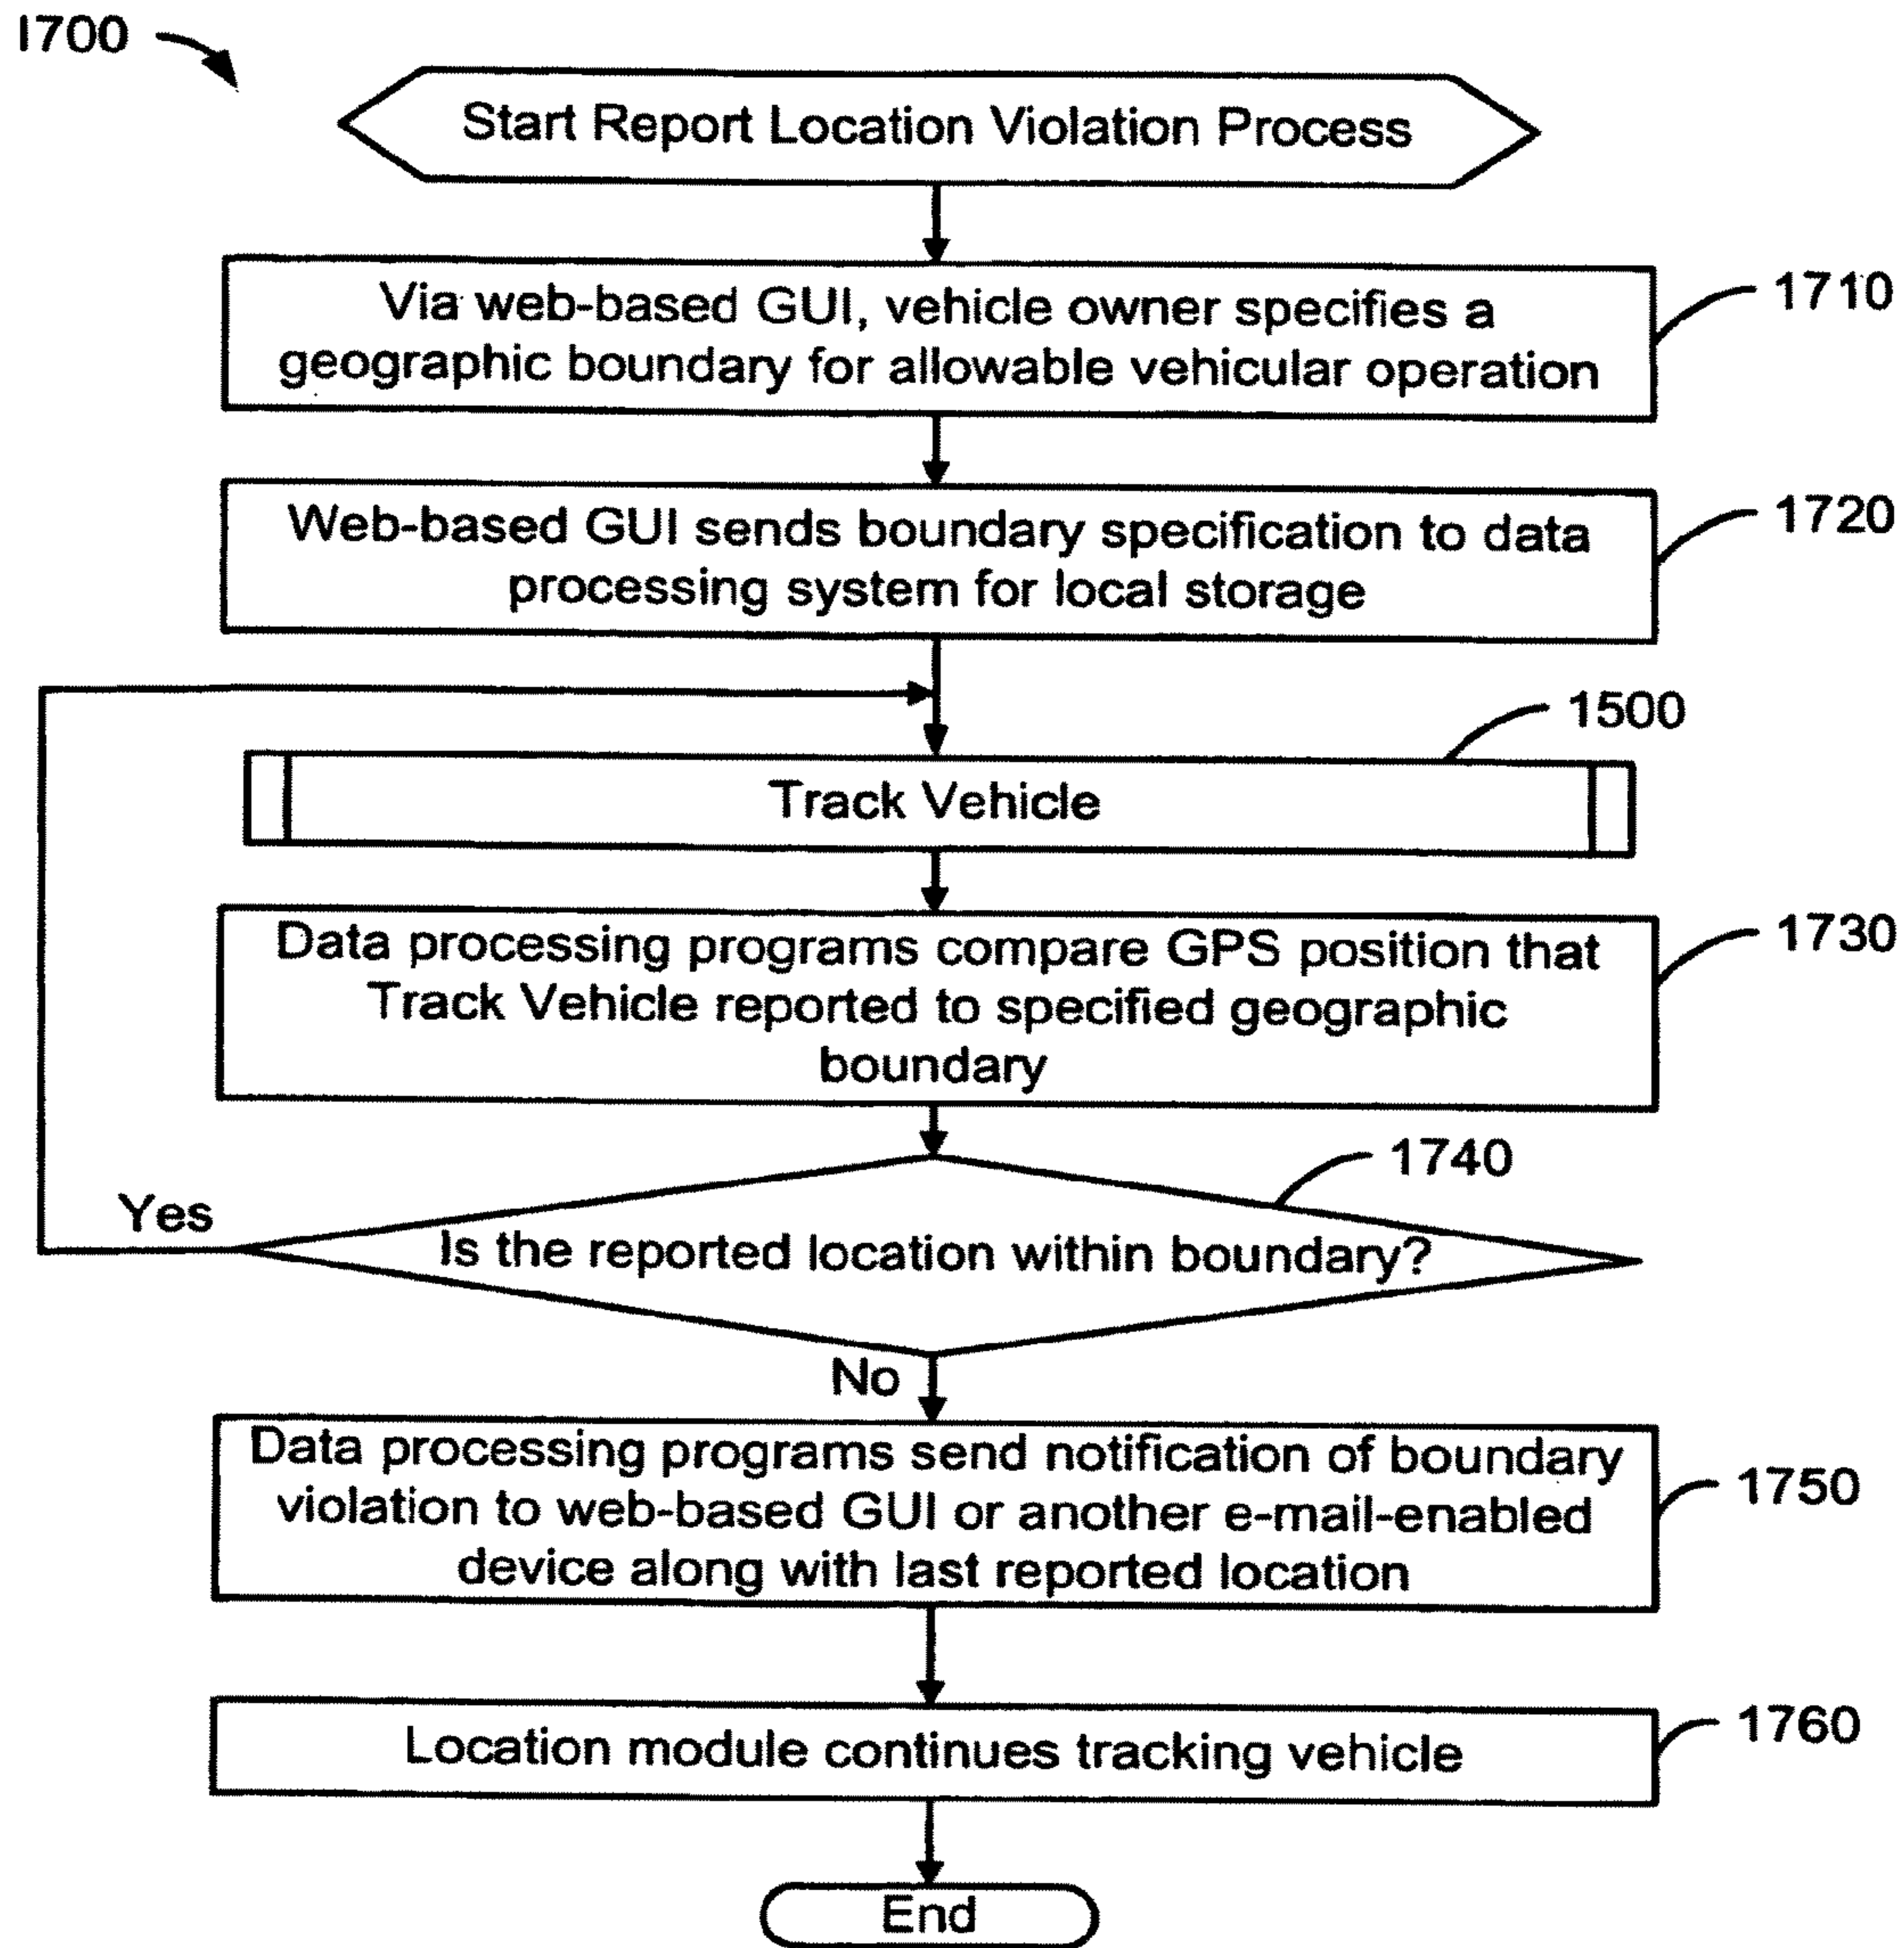 1700
Start Report Location Violation Process
Via web-based GUI, vehicle owner specifies a
geographic boundary for allowable vehicular operation
1710
Web-based GUI sends boundary specification to data
processing system for local storage
1720
1500
Track Vehicle
Data processing programs compare GPS position that
Track Vehicle reported to specified geographic
boundary
1730
1740
Yes
Is the reported location within boundary?
No
Data processing programs send notification of boundary
violation to web-based GUI or another e-mail-enabled
device along with last reported location
1750
Location module continues tracking vehicle
1760
End